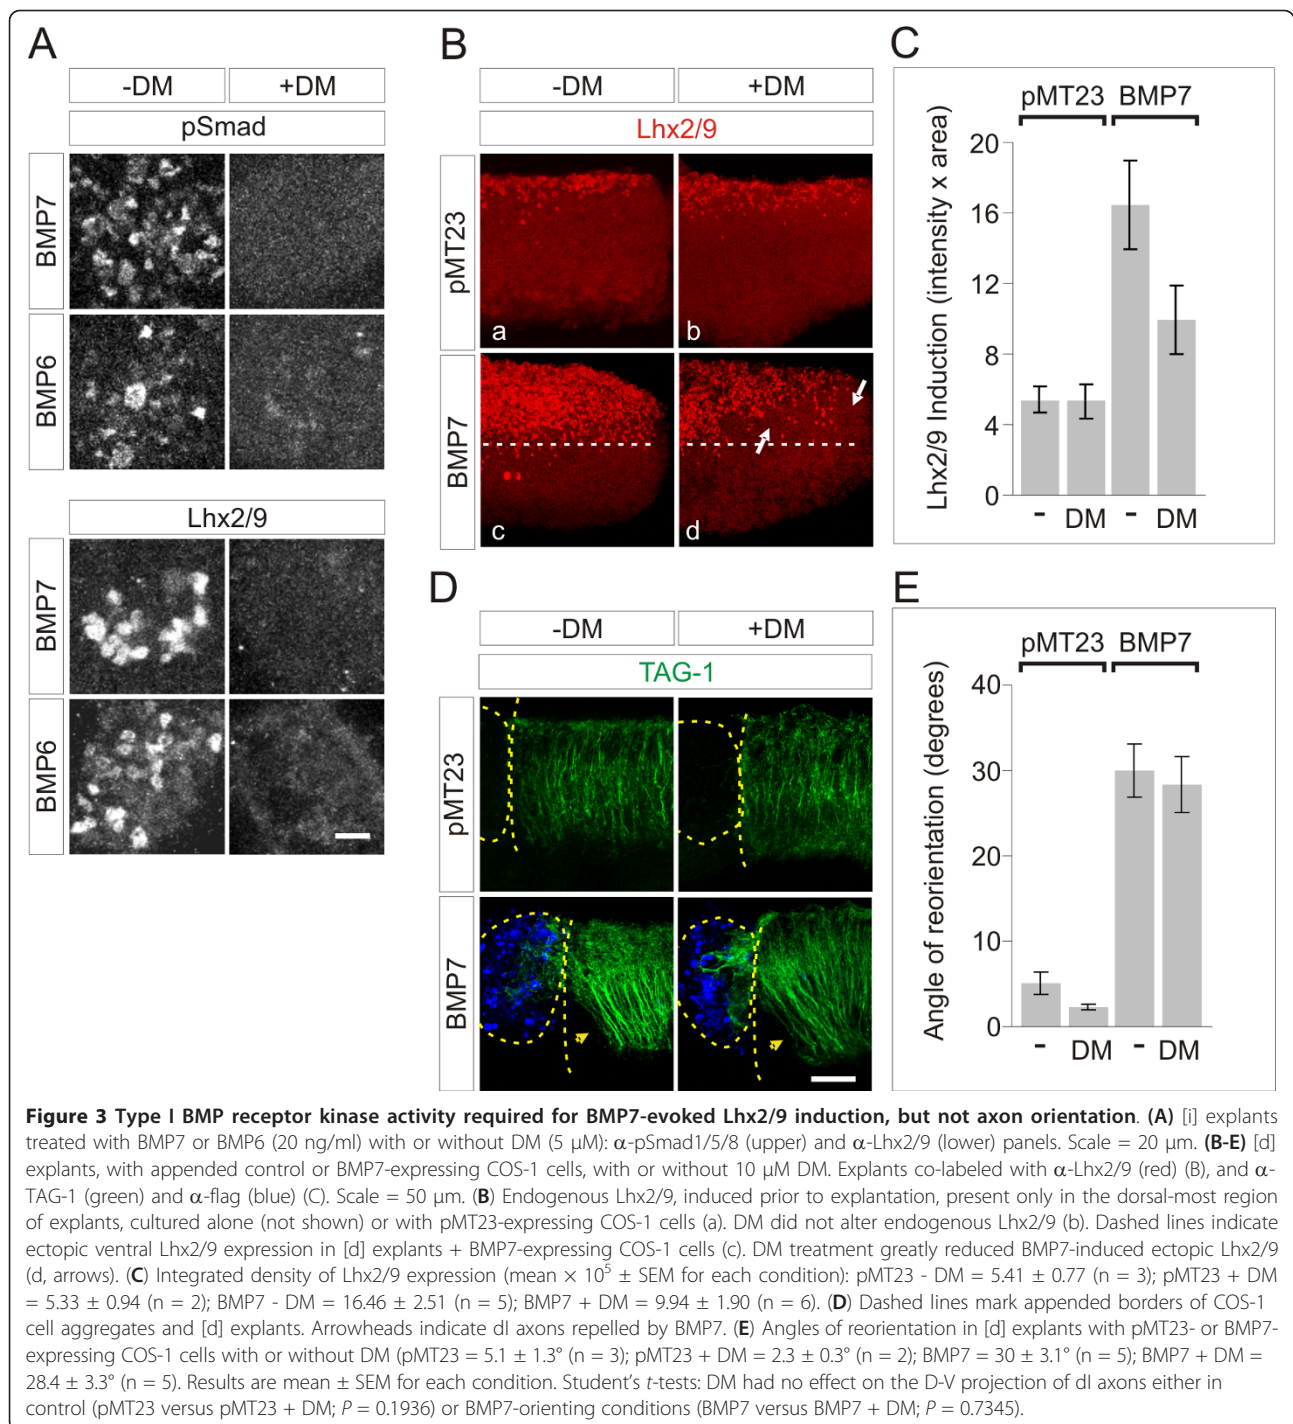 A
-DM
+DM
pSmad
BMP7
BMP6
Lhx2/9
BMP7
BMP6
B
-DM
+DM
Lhx2/9
pMT23
a
b
BMP7
c
d
C
pMT23
BMP7
Lhx2/9 Induction (intensity x area)
20
16
12
8
4
0
-
DM
-
DM
D
-DM
+DM
TAG-1
pMT23
BMP7
E
pMT23
BMP7
Angle of reorientation (degrees)
40
30
20
10
0
-
DM
-
DM
Figure 3 Type I BMP receptor kinase activity required for BMP7-evoked Lhx2/9 induction, but not axon orientation. (A) [i] explants
treated with BMP7 or BMP6 (20 ng/ml) with or without DM (5 μM): α-pSmad1/5/8 (upper) and α-Lhx2/9 (lower) panels. Scale = 20 μm. (B-E) [d]
explants, with appended control or BMP7-expressing COS-1 cells, with or without 10 μM DM. Explants co-labeled with α-Lhx2/9 (red) (B), and α-
TAG-1 (green) and α-flag (blue) (C). Scale = 50 μm. (B) Endogenous Lhx2/9, induced prior to explantation, present only in the dorsal-most region
of explants, cultured alone (not shown) or with pMT23-expressing COS-1 cells (a). DM did not alter endogenous Lhx2/9 (b). Dashed lines indicate
ectopic ventral Lhx2/9 expression in [d] explants + BMP7-expressing COS-1 cells (c). DM treatment greatly reduced BMP7-induced ectopic Lhx2/9
(d, arrows). (C) Integrated density of Lhx2/9 expression (mean × 10⁵ ± SEM for each condition): pMT23 - DM = 5.41 ± 0.77 (n = 3); pMT23 + DM
= 5.33 ± 0.94 (n = 2); BMP7 - DM = 16.46 ± 2.51 (n = 5); BMP7 + DM = 9.94 ± 1.90 (n = 6). (D) Dashed lines mark appended borders of COS-1
cell aggregates and [d] explants. Arrowheads indicate dI axons repelled by BMP7. (E) Angles of reorientation in [d] explants with pMT23- or BMP7-
expressing COS-1 cells with or without DM (pMT23 = 5.1 ± 1.3° (n = 3); pMT23 + DM = 2.3 ± 0.3° (n = 2); BMP7 = 30 ± 3.1° (n = 5); BMP7 + DM =
28.4 ± 3.3° (n = 5). Results are mean ± SEM for each condition. Student's t-tests: DM had no effect on the D-V projection of dI axons either in
control (pMT23 versus pMT23 + DM; P = 0.1936) or BMP7-orienting conditions (BMP7 versus BMP7 + DM; P = 0.7345).